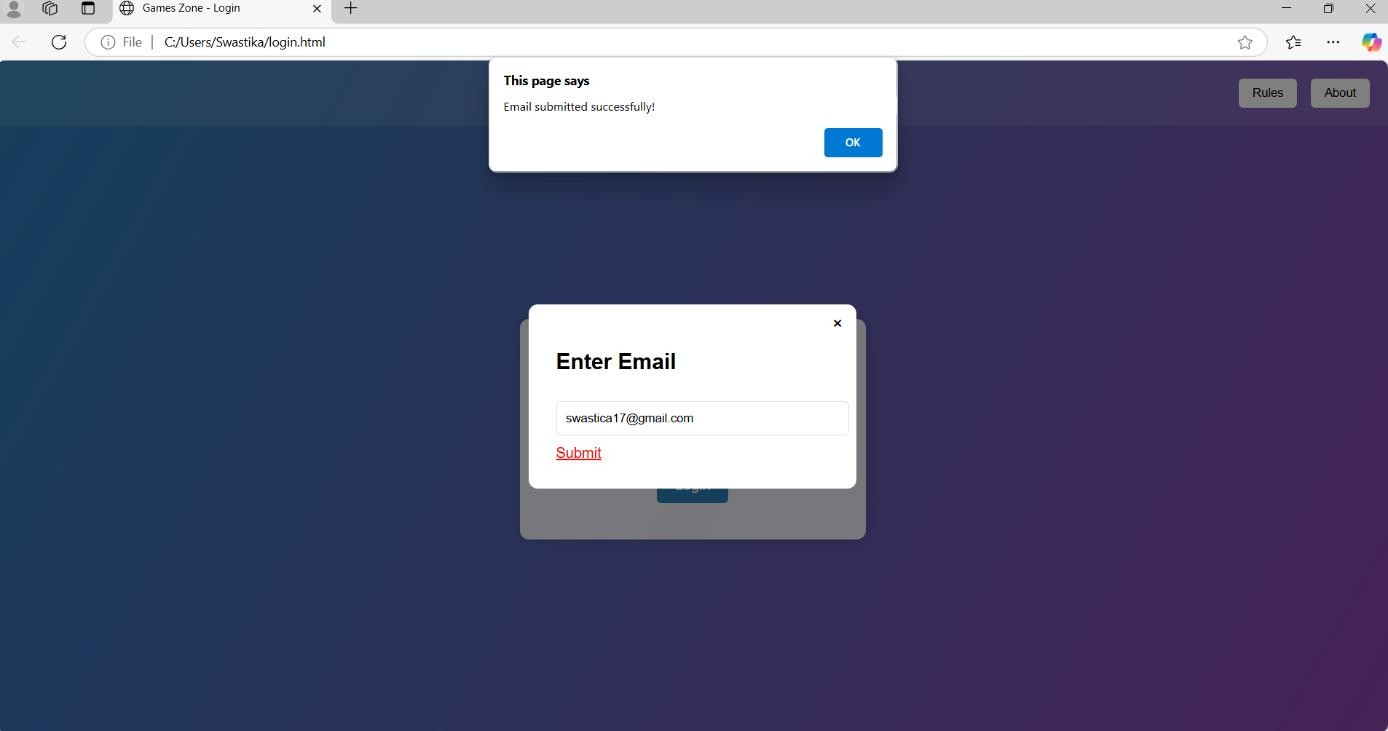 Games Zone - Login
File | C:/Users/Swastika/login.html
This page says
Email submitted successfully!
OK
Rules About
×
Enter Email
swastica17@gmail.com
Submit